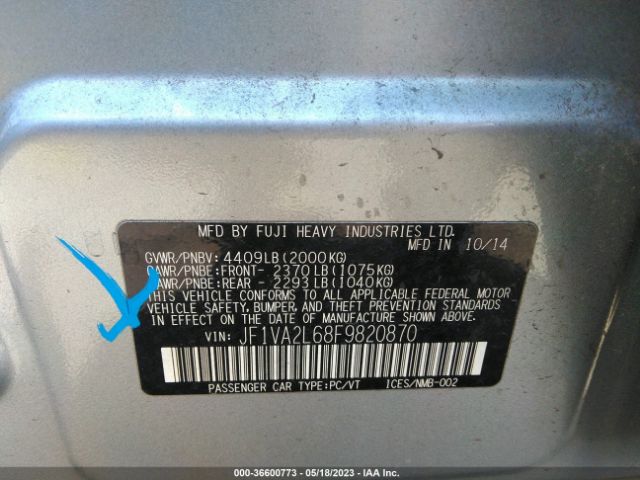 MFD BY FUJI HEAVY INDUSTRIES LTD.
MFD IN 10/14
GVWR/PNBV: 4409LB(2000KG)
GAWR/PNBE:FRONT- 2370LB(1075KG)
GAWR/PNBE:REAR - 2293LB(1040KG)
THIS VEHICLE CONFORMS TO ALL APPLICABLE FEDERAL MOTOR
VEHICLE SAFETY, BUMPER, AND THEFT PREVENTION STANDARDS
IN EFFECT ON THE DATE OF MANUFACTURE SHOWN ABOVE.
VIN: JF1VA2L68F9820870
PASSENGER CAR TYPE:PC/VT ICES/NMB-002
000-36600773 - 05/18/2023 - IAA Inc.